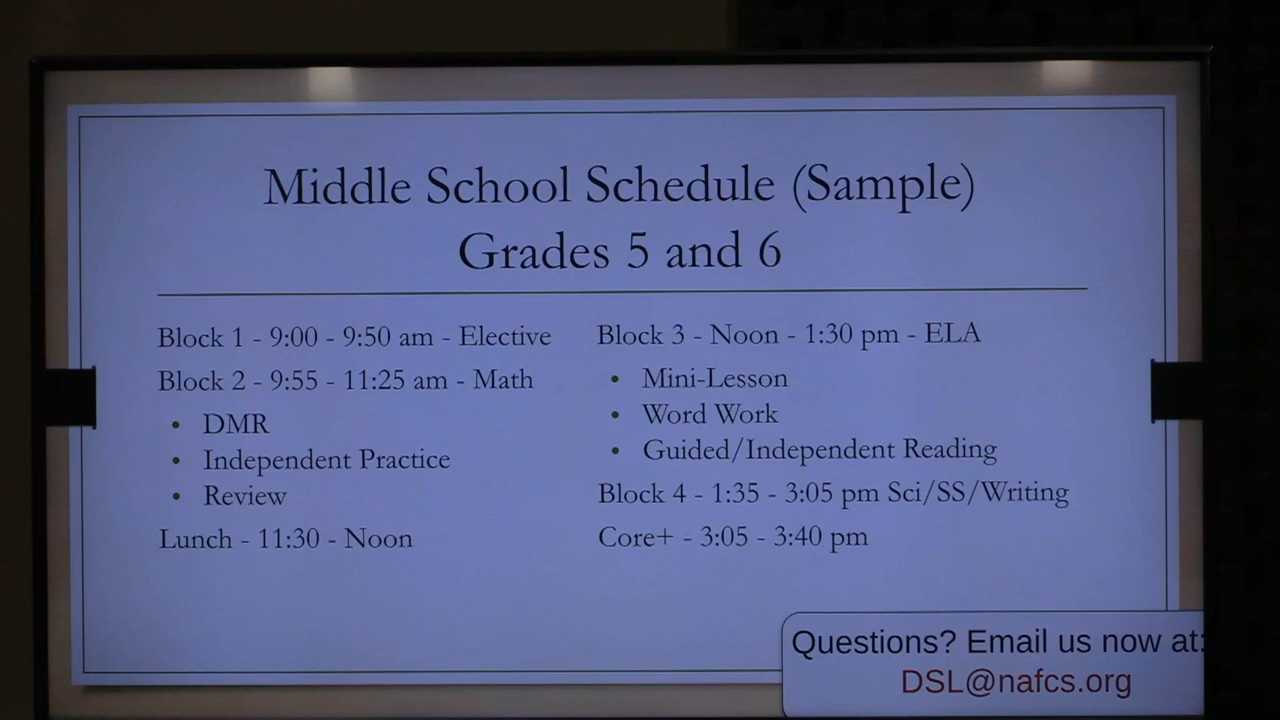 Middle School Schedule (Sample)
Grades 5 and 6
Block 1 - 9:00 - 9:50 am - Elective
Block 2 - 9:55 - 11:25 am - Math
• DMR
• Independent Practice
• Review
Lunch - 11:30 - Noon
Block 3 - Noon - 1:30 pm - ELA
• Mini-Lesson
• Word Work
• Guided/Independent Reading
Block 4 - 1:35 - 3:05 pm Sci/SS/Writing
Core+ - 3:05 - 3:40 pm
Questions? Email us now at:
DSL@nafcs.org